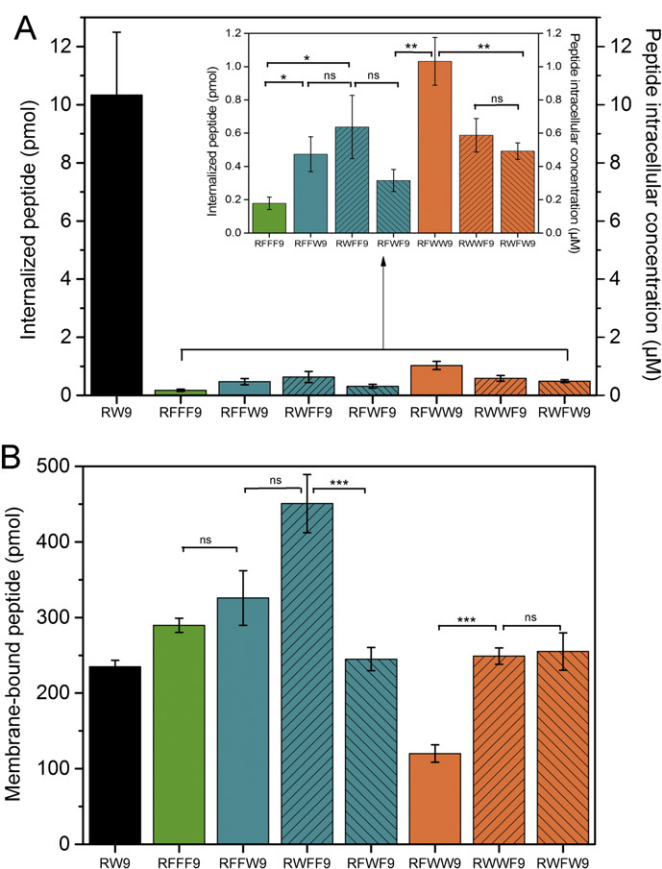 A
Internalized peptide (pmol)
12
10
8
6
4
2
0
Internalized peptide (pmol)
1.2
1.0
0.8
0.6
0.4
0.2
0.0
* * ns ns ** ** ns
1.2
1.0
0.8
0.6
0.4
0.2
0.0
Peptide intracellular concentration (µM)
RFFF9 RFFW9 RWFF9 RFWF9 RFWW9 RWWF9 RWFW9
12
10
8
6
4
2
0
Peptide intracellular
concentration (µM)
RW9 RFFF9 RFFW9 RWFF9 RFWF9 RFWW9 RWWF9 RWFW9
B
Membrane-bound peptide (pmol)
500
400
300
200
100
0
ns ns *** *** ns
RW9 RFFF9 RFFW9 RWFF9 RFWF9 RFWW9 RWWF9 RWFW9